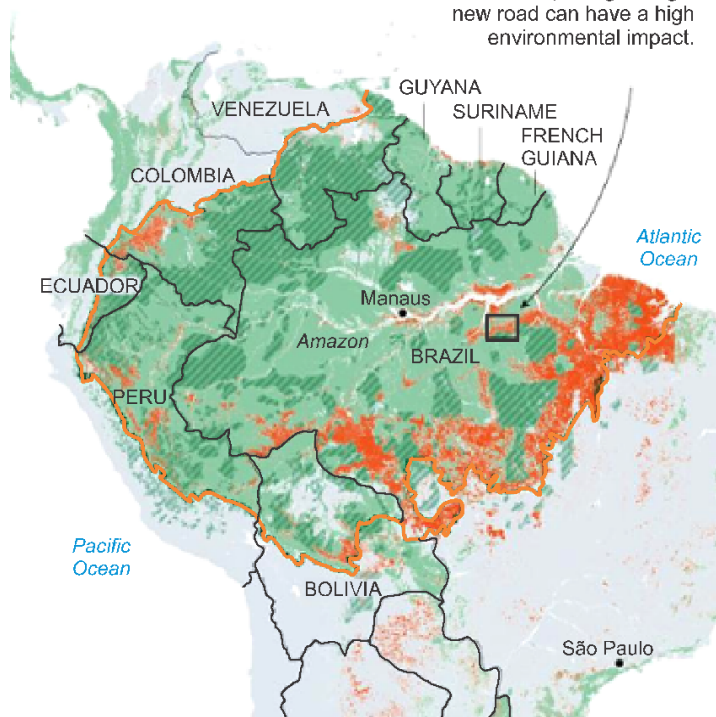 new road can have a high
environmental impact.
GUYANA
VENEZUELA
SURINAME
FRENCH
GUIANA
COLOMBIA
Atlantic
Ocean
ECUADOR
Manaus
Amazon
BRAZIL
PERU
Pacific
Ocean
BOLIVIA
São Paulo